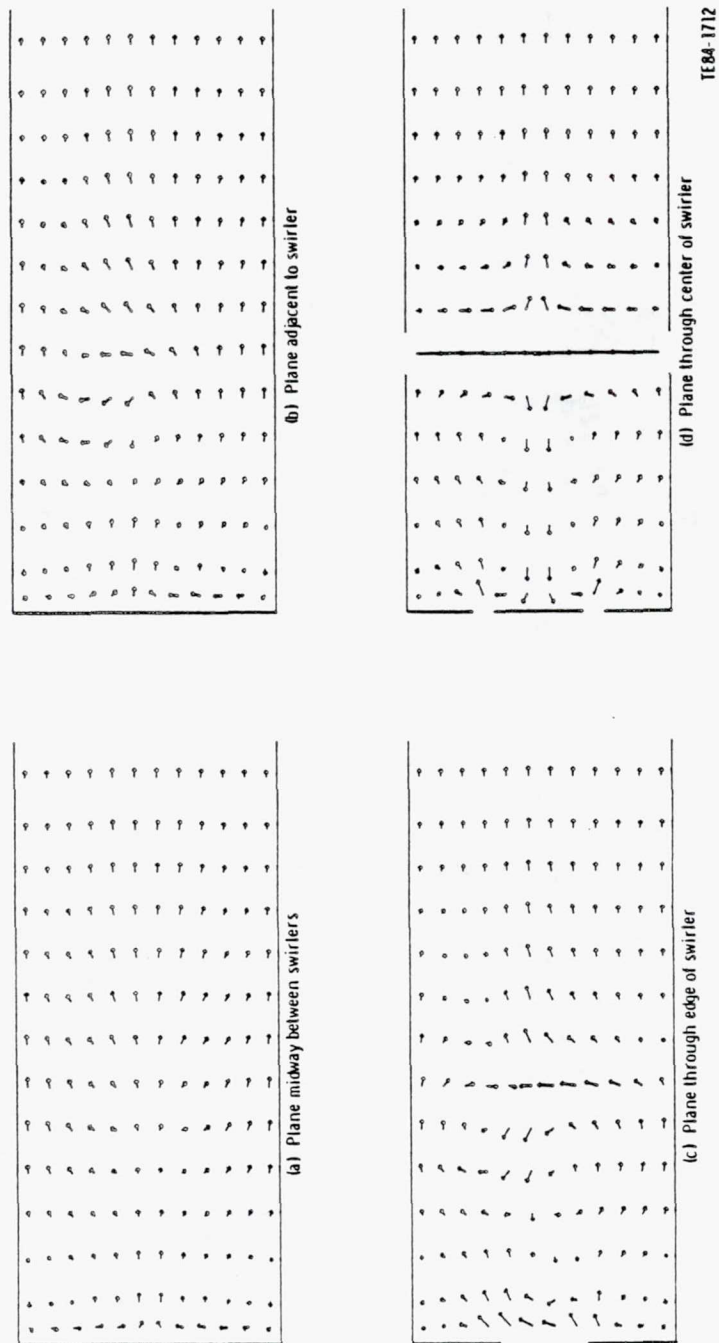 (a) Plane midway between swirlers
(b) Plane adjacent to swirler
(c) Plane through edge of swirler
(d) Plane through center of swirler
TE84-1712